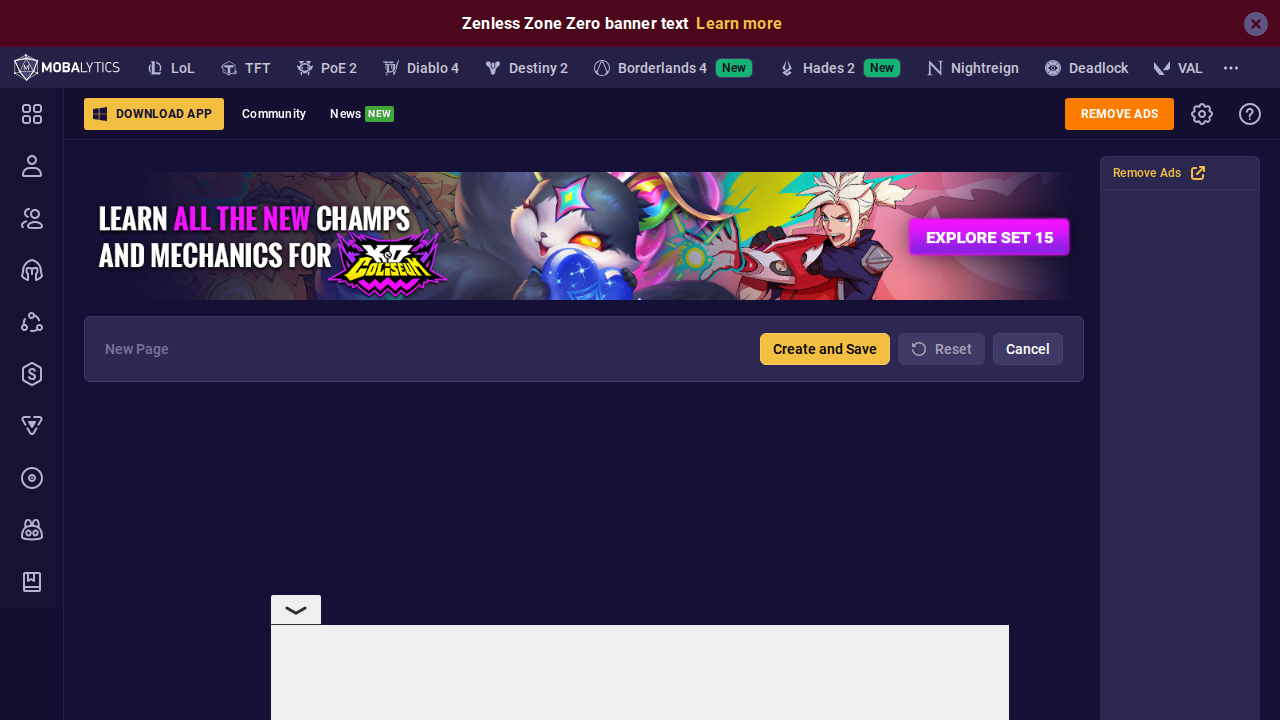 Zenless Zone Zero banner text Learn more
MOBALYTICS LoL TFT PoE 2 Diablo 4 Destiny 2 Borderlands 4 New Hades 2 New Nightreign Deadlock VAL
DOWNLOAD APP Community News NEW REMOVE ADS
Remove Ads
LEARN ALL THE NEW CHAMPS
AND MECHANICS FOR K.O. COLISEUM
EXPLORE SET 15
New Page Create and Save Reset Cancel